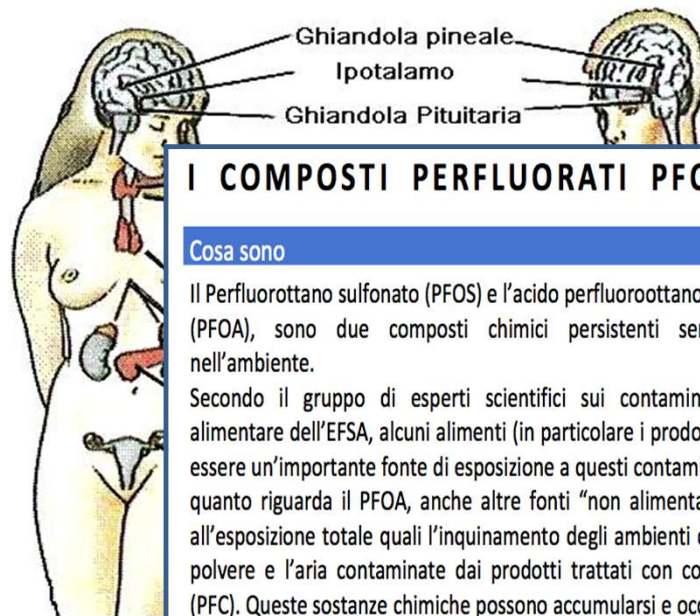 Ghiandola pineale
Ipotalamo
Ghiandola Pituitaria
I COMPOSTI PERFLUORATI
Cosa sono
Il Perfluorottano sulfonato (PFOS) e l'acido
(PFOA), sono due composti chimici persistenti
nell'ambiente.
Secondo il gruppo di esperti scientifici sui
alimentare dell'EFSA, alcuni alimenti (in particolare i
essere un'importante fonte di esposizione a questi
quanto riguarda il PFOA, anche altre fonti "non
all'esposizione totale quali l'inquinamento degli ambienti
polvere e l'aria contaminate dai prodotti trattati con
(PFC). Queste sostanze chimiche possono accumularsi e